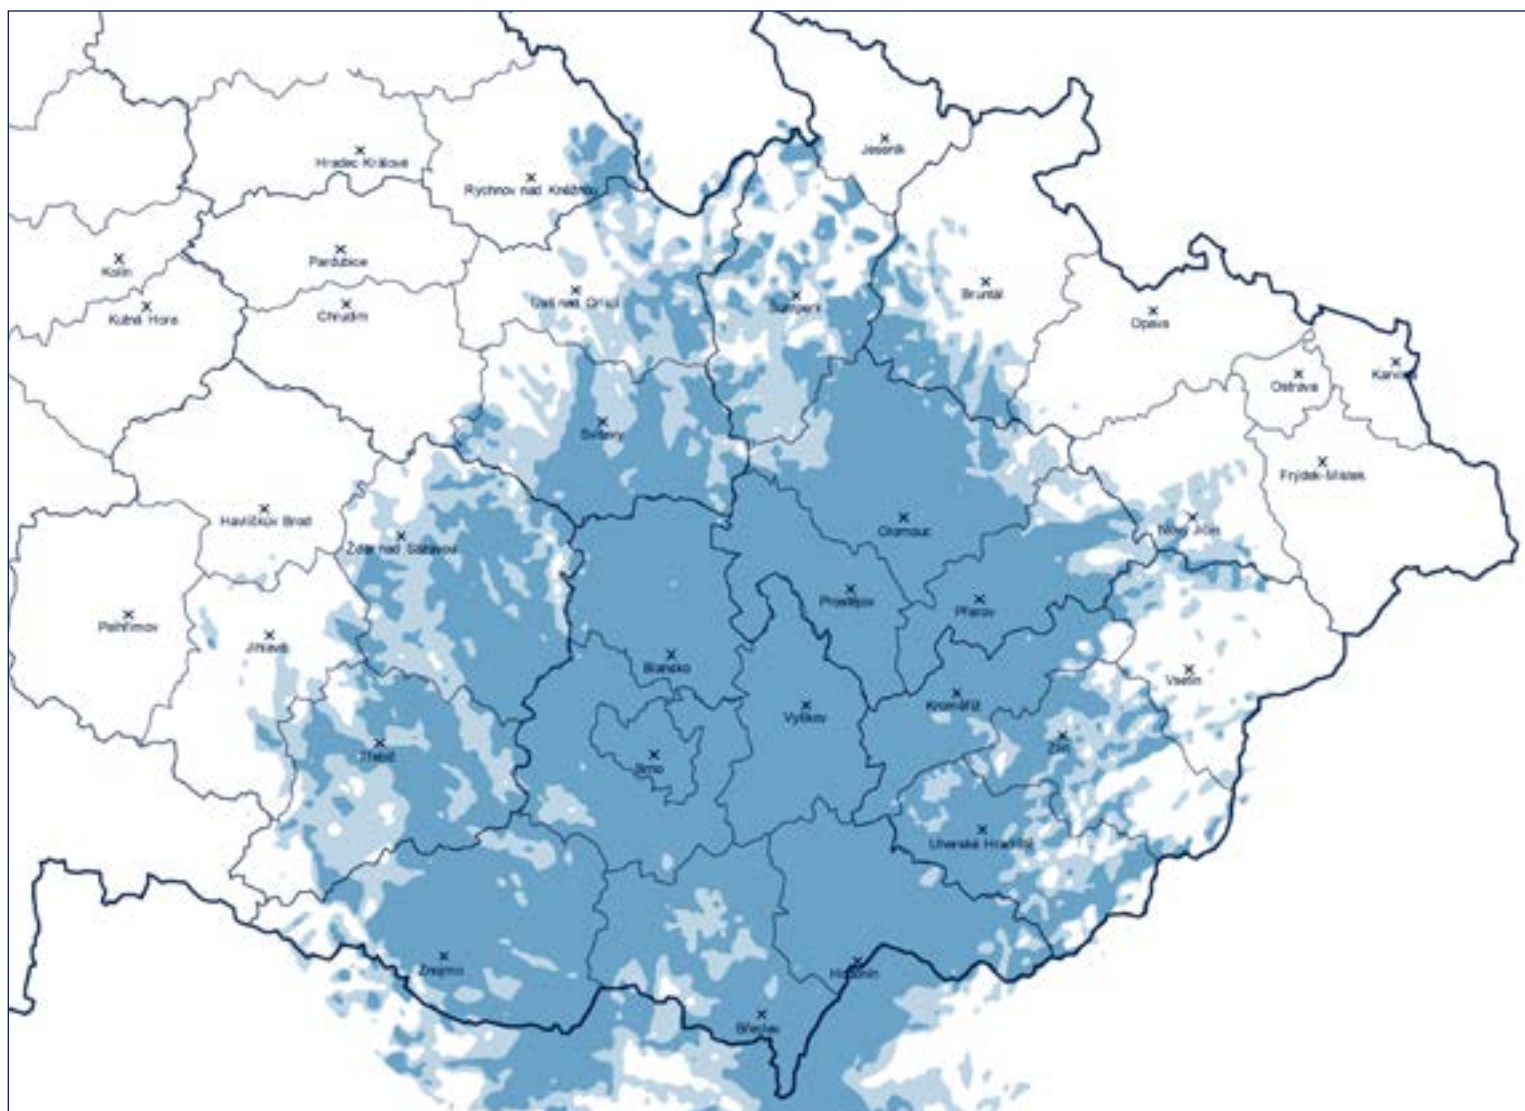 Jeseník
Hradec Králové
Rychnov nad Kněžnou
Pardubice
Kolín
Bruntál
Ústí nad Orlicí
Šumperk
Kutná Hora
Chrudim
Opava
Ostrava
Karviná
Svitavy
Frýdek-Místek
Havlíčkův Brod
Olomouc
Nový Jičín
Žďár nad Sázavou
Prostějov
Přerov
Pelhřimov
Jihlava
Blansko
Vsetín
Kroměříž
Vyškov
Zlín
Třebíč
Brno
Uherské Hradiště
Znojmo
Hodonín
Břeclav